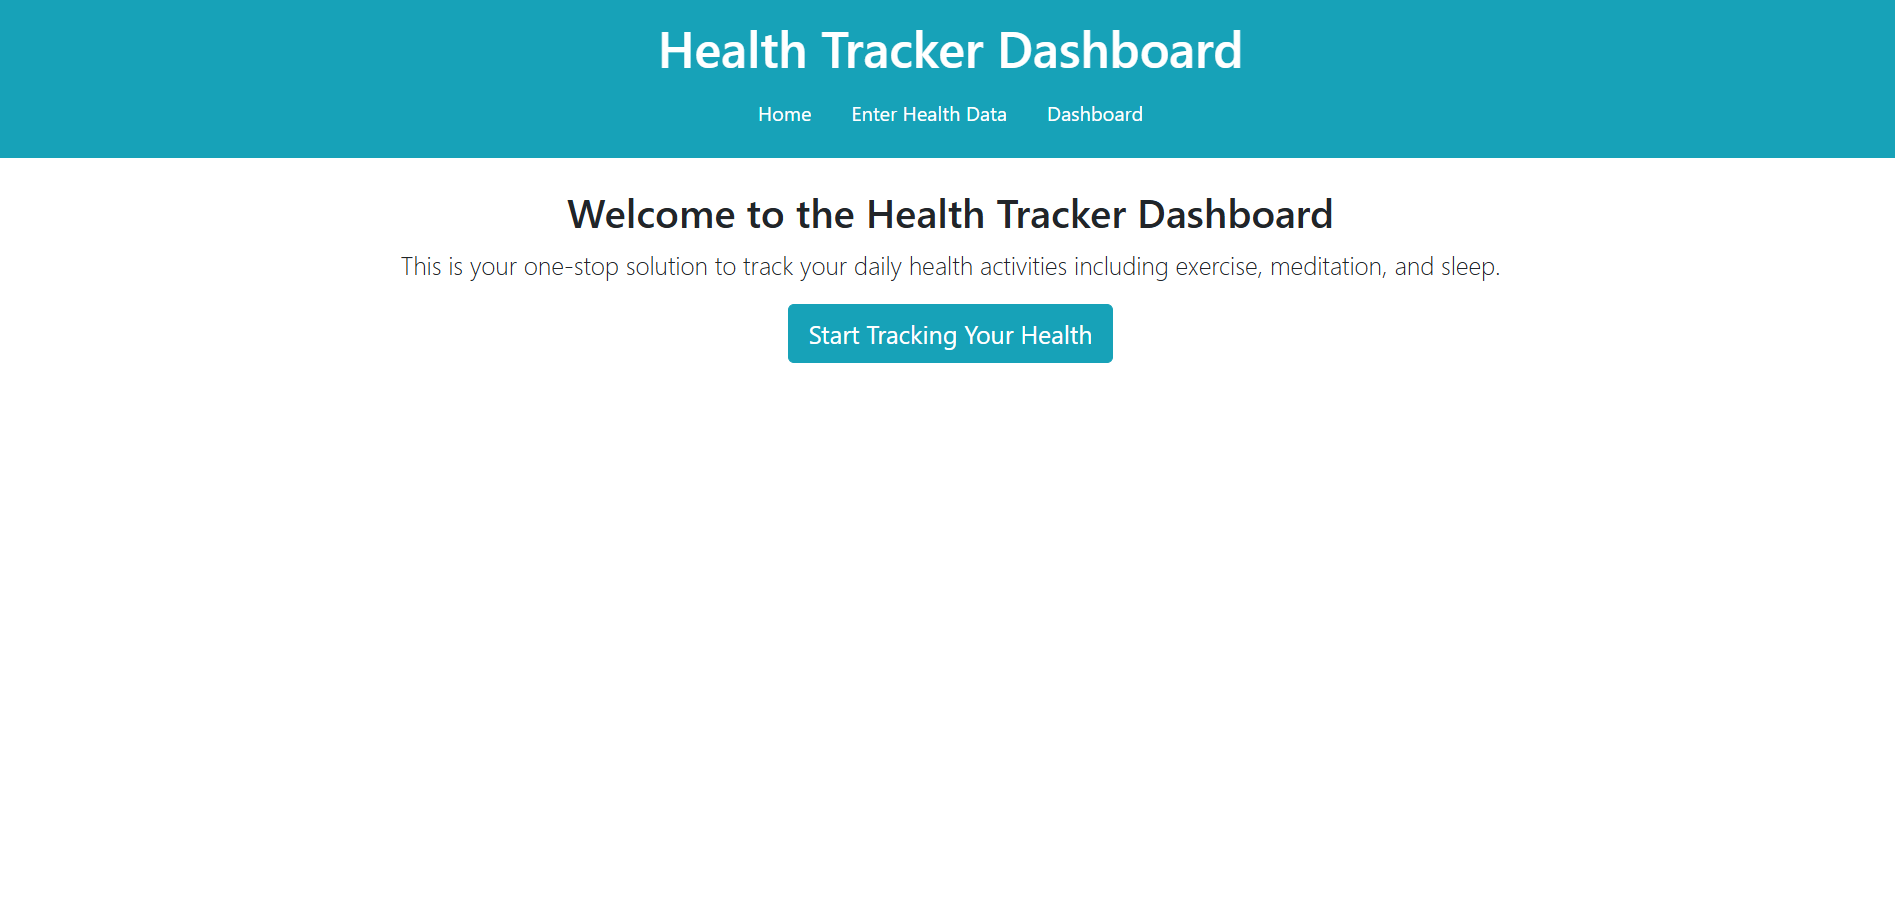 Health Tracker Dashboard
Home Enter Health Data Dashboard
Welcome to the Health Tracker Dashboard
This is your one-stop solution to track your daily health activities including exercise, meditation, and sleep.
Start Tracking Your Health